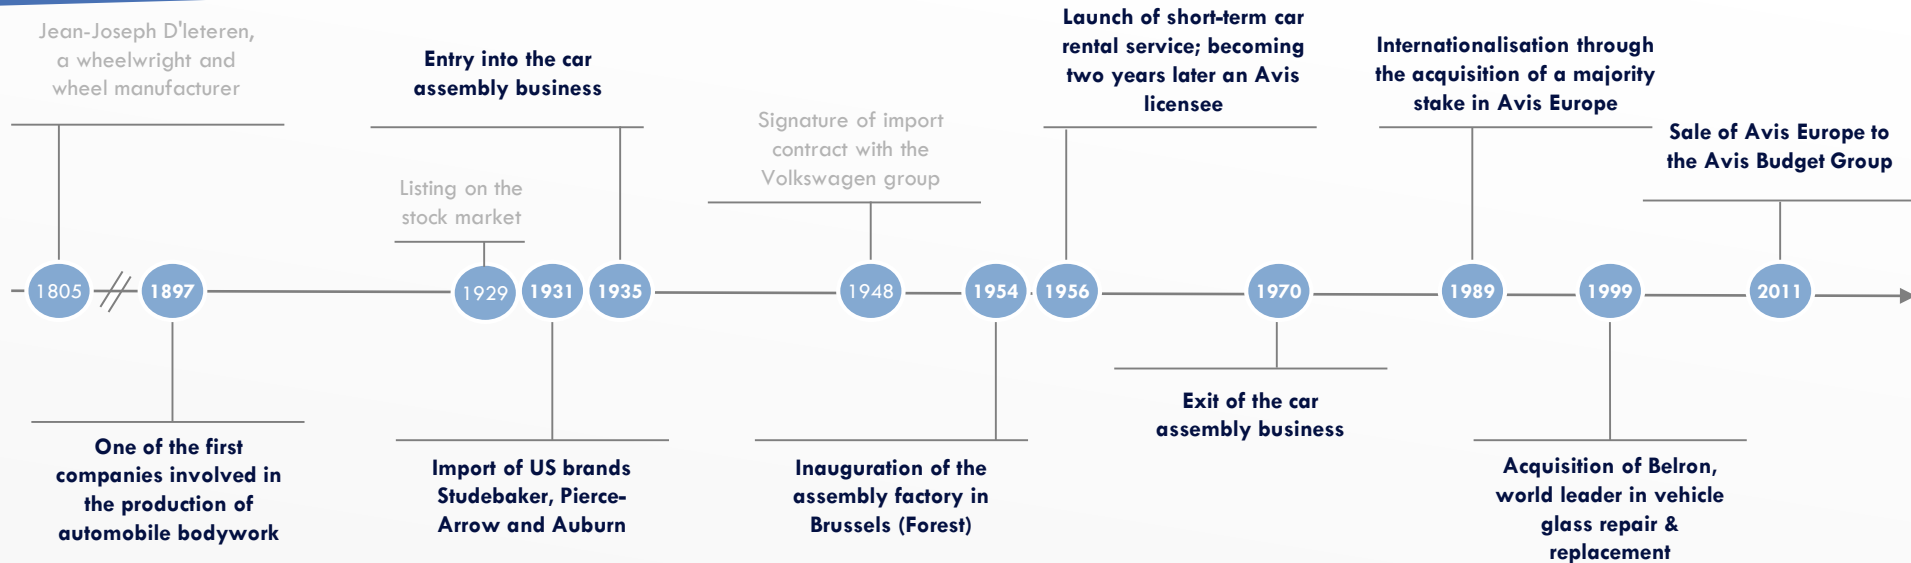 Jean-Joseph D'Ieteren,
a wheelwright and
wheel manufacturer
Entry into the car
assembly business
Listing on the
stock market
Signature of import
contract with the
Volkswagen group
Launch of short-term car
rental service; becoming
two years later an Avis
licensee
Internationalisation through
the acquisition of a majority
stake in Avis Europe
Sale of Avis Europe to
the Avis Budget Group
1805
1897
1929
1931
1935
1948
1954
1956
1970
1989
1999
2011
One of the first
companies involved in
the production of
automobile bodywork
Import of US brands
Studebaker, Pierce-
Arrow and Auburn
Inauguration of the
assembly factory in
Brussels (Forest)
Exit of the car
assembly business
Acquisition of Belron,
world leader in vehicle
glass repair &
replacement